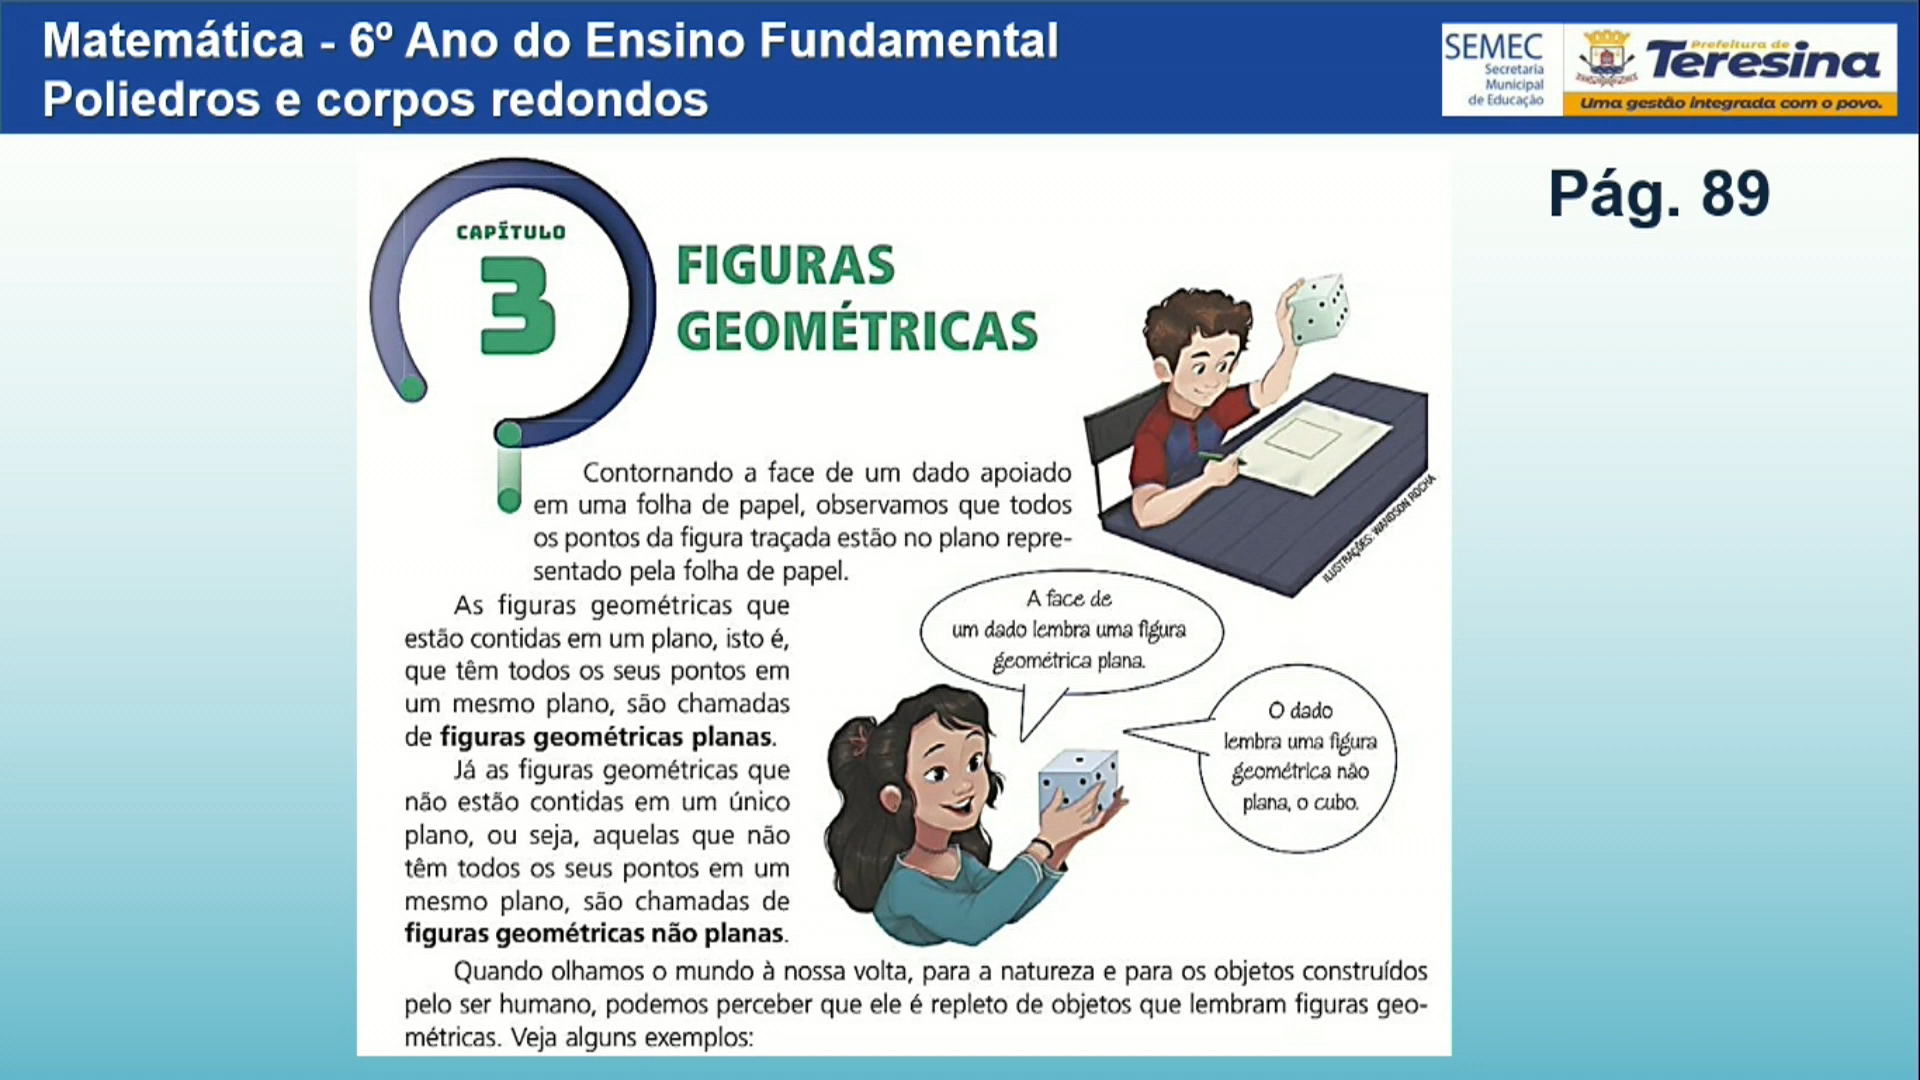 Matemática - 6º Ano do Ensino Fundamental
Poliedros e corpos redondos
SEMEC
Secretaria
Municipal
de Educação
Prefeitura de
Teresina
Uma gestão integrada com o povo.
Pág. 89
CAPÍTULO
3
FIGURAS
GEOMÉTRICAS
Contornando a face de um dado apoiado
em uma folha de papel, observamos que todos
os pontos da figura traçada estão no plano repre-
sentado pela folha de papel.
ILUSTRAÇÕES: WANDSON ROCHA
As figuras geométricas que
estão contidas em um plano, isto é,
que têm todos os seus pontos em
um mesmo plano, são chamadas
de figuras geométricas planas.
Já as figuras geométricas que
não estão contidas em um único
plano, ou seja, aquelas que não
têm todos os seus pontos em um
mesmo plano, são chamadas de
figuras geométricas não planas.
A face de
um dado lembra uma figura
geométrica plana.
O dado
lembra uma figura
geométrica não
plana, o cubo.
Quando olhamos o mundo à nossa volta, para a natureza e para os objetos construídos
pelo ser humano, podemos perceber que ele é repleto de objetos que lembram figuras geo-
métricas. Veja alguns exemplos: